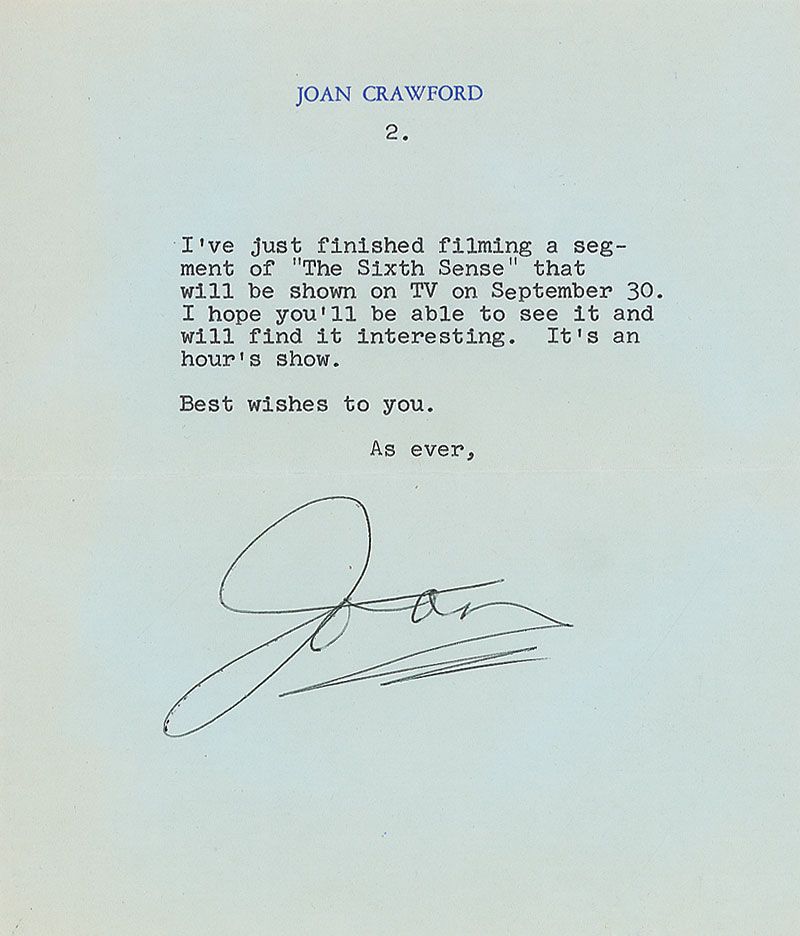 JOAN CRAWFORD
2.
I've just finished filming a seg-
ment of "The Sixth Sense" that
will be shown on TV on September 30.
I hope you'll be able to see it and
will find it interesting.  It's an
hour's show.
Best wishes to you.
As ever,
Joan